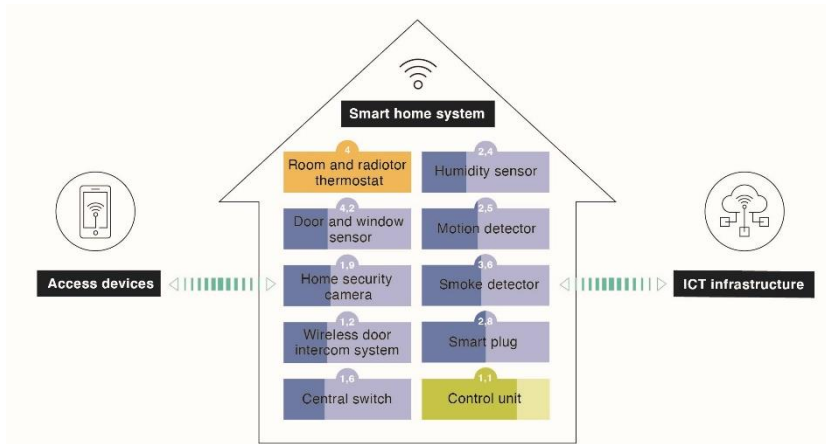 Smart home system
4
Room and radiotor
thermostat
2,4
Humidity sensor
4,2
Door and window
sensor
2,5
Motion detector
1,9
Home security
camera
3,6
Smoke detector
1,2
Wireless door
intercom system
2,8
Smart plug
1,6
Central switch
1,1
Control unit
Access devices
ICT infrastructure